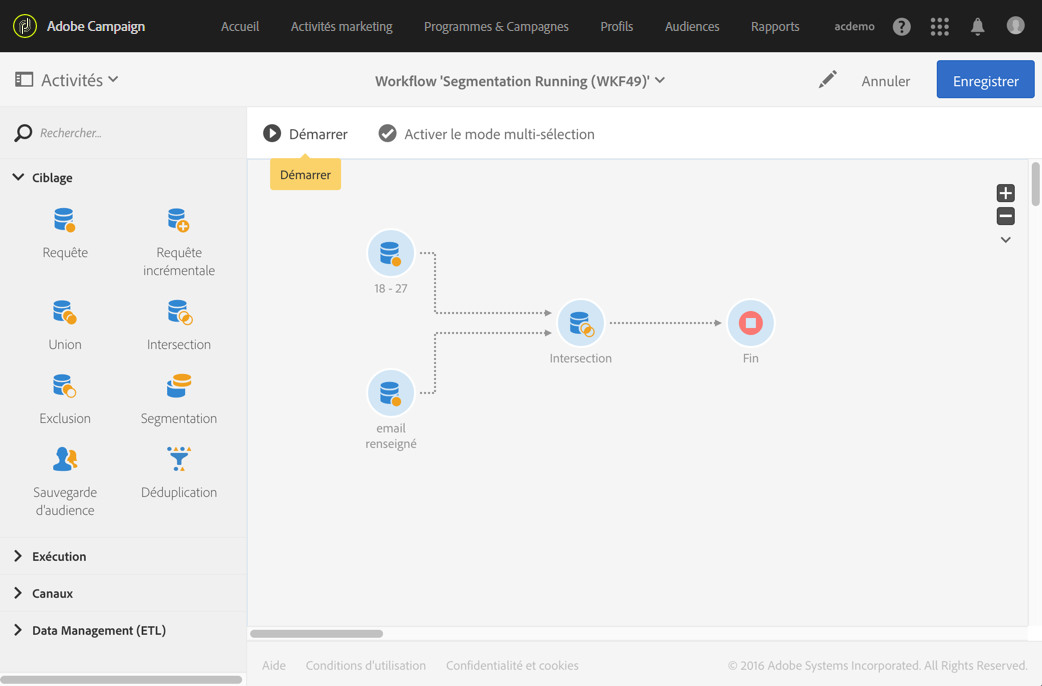 Adobe Campaign
Accueil
Activités marketing
Programmes & Campagnes
Profils
Audiences
Rapports
acdemo
?
Activités
Workflow 'Segmentation Running (WKF49)'
Annuler
Enregistrer
Rechercher...
Démarrer
Activer le mode multi-sélection
Démarrer
Ciblage
Requête
Requête
incrémentale
Union
Intersection
Exclusion
Segmentation
Sauvegarde
d'audience
Déduplication
Exécution
Canaux
Data Management (ETL)
18 - 27
Intersection
Fin
email
renseigné
Aide
Conditions d'utilisation
Confidentialité et cookies
© 2016 Adobe Systems Incorporated. All Rights Reserved.